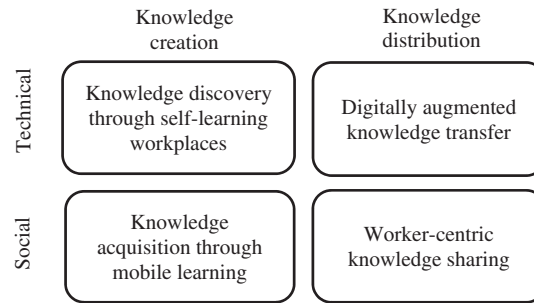 Knowledge
creation
Knowledge
distribution
Technical
Knowledge discovery
through self-learning
workplaces
Digitally augmented
knowledge transfer
Social
Knowledge
acquisition through
mobile learning
Worker-centric
knowledge sharing